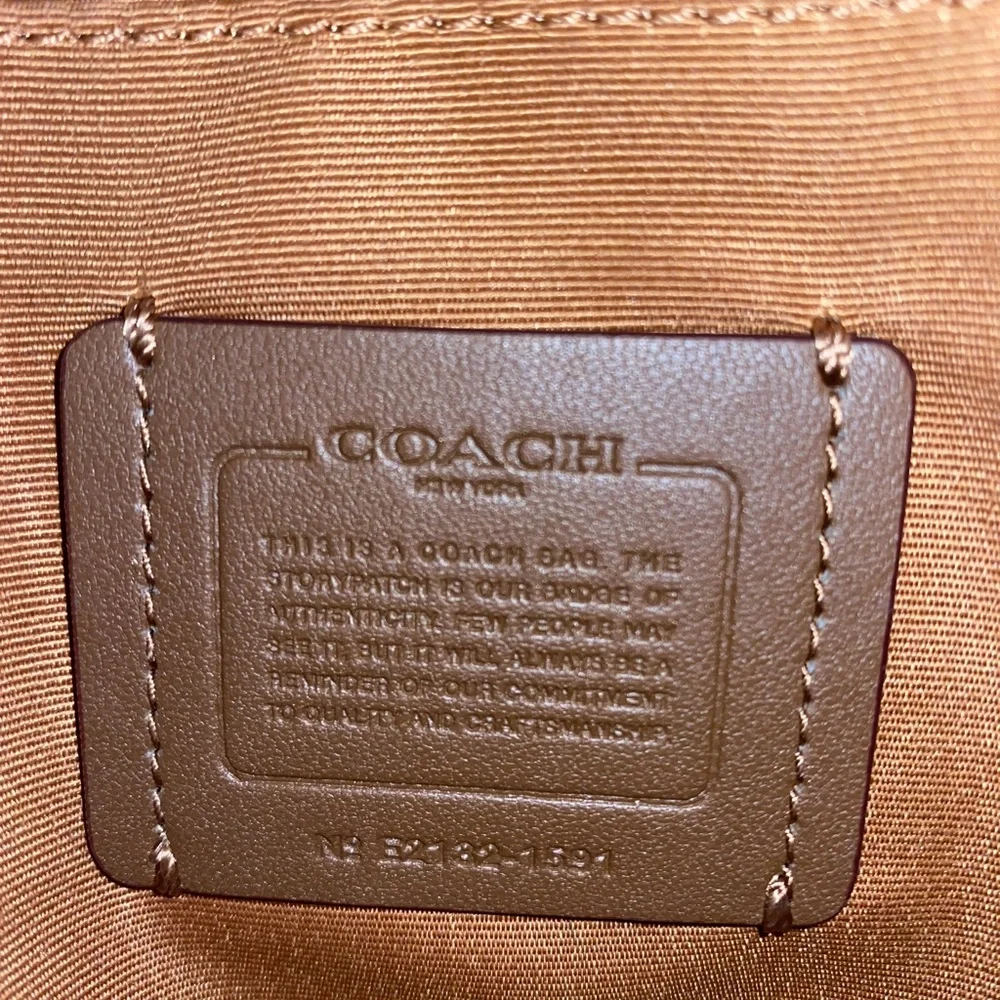 COACH
NEW YORK
THIS IS A COACH BAG. THE
STORYPATCH IS OUR BADGE OF
AUTHENTICITY. FEW PEOPLE MAY
SEE IT, BUT IT WILL ALWAYS BE A
REMINDER OF OUR COMMITMENT
TO QUALITY AND CRAFTSMANSHIP.
Nº B2182-1591